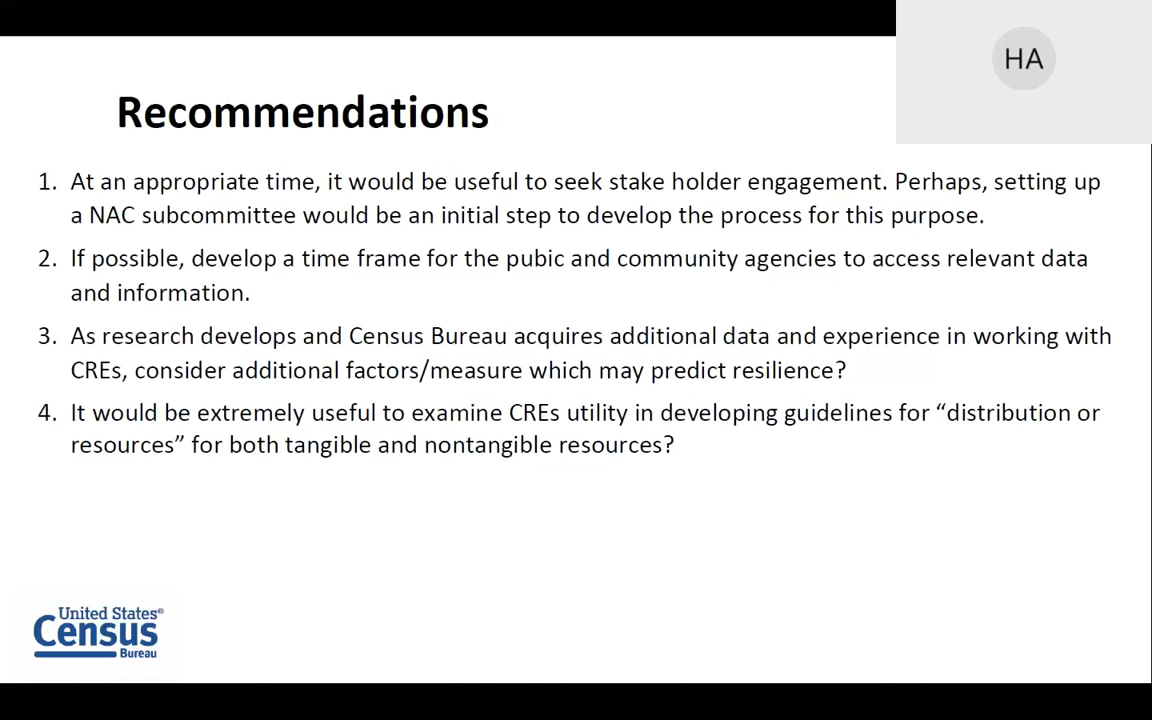 HA
Recommendations
1. At an appropriate time, it would be useful to seek stake holder engagement. Perhaps, setting up
a NAC subcommittee would be an initial step to develop the process for this purpose.
2. If possible, develop a time frame for the pubic and community agencies to access relevant data
and information.
3. As research develops and Census Bureau acquires additional data and experience in working with
CREs, consider additional factors/measure which may predict resilience?
4. It would be extremely useful to examine CREs utility in developing guidelines for “distribution or
resources” for both tangible and nontangible resources?
United States®
Census
Bureau